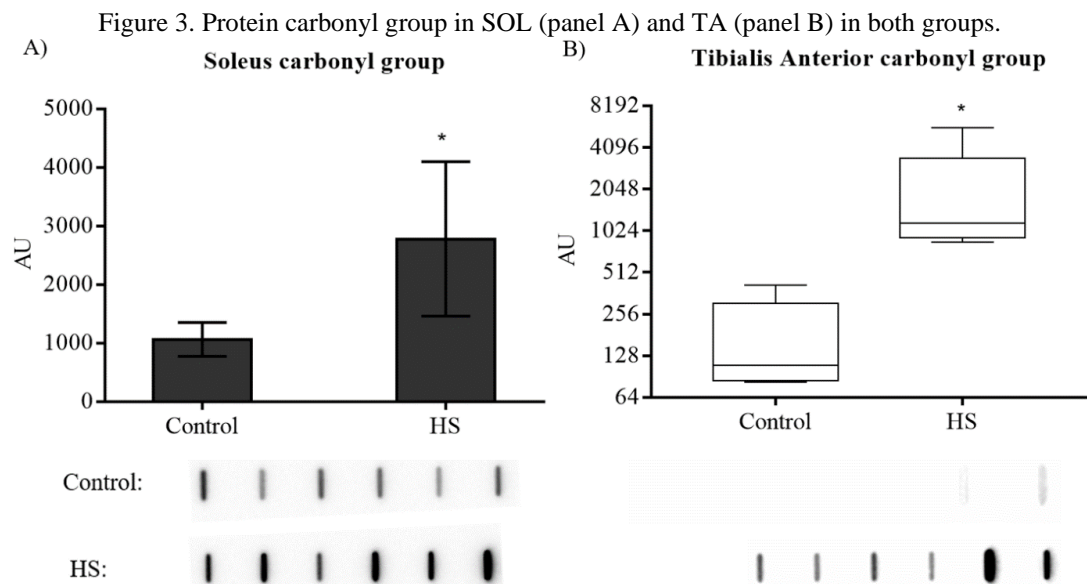 Figure 3. Protein carbonyl group in SOL (panel A) and TA (panel B) in both groups.
A)
Soleus carbonyl group
5000
4000
3000
2000
1000
0
AU
*
Control
HS
B)
Tibialis Anterior carbonyl group
8192
4096
2048
1024
512
256
128
64
AU
*
Control
HS
Control:
HS: